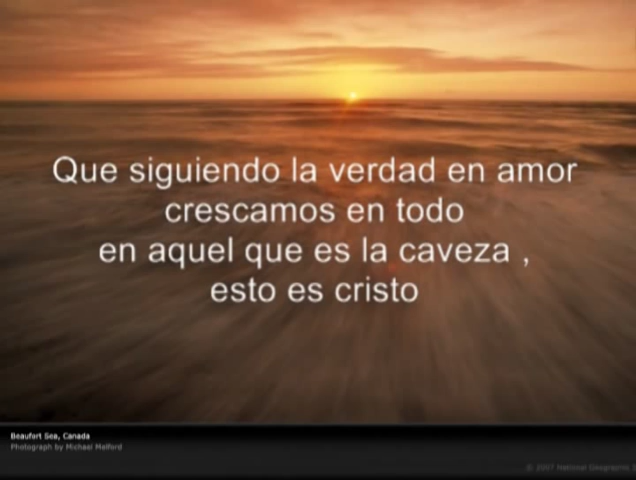 Que siguiendo la verdad en amor
crescamos en todo
en aquel que es la caveza ,
esto es cristo
Beaufort Sea, Canada
Photograph by Michael Melford
© 2007 National Geographic